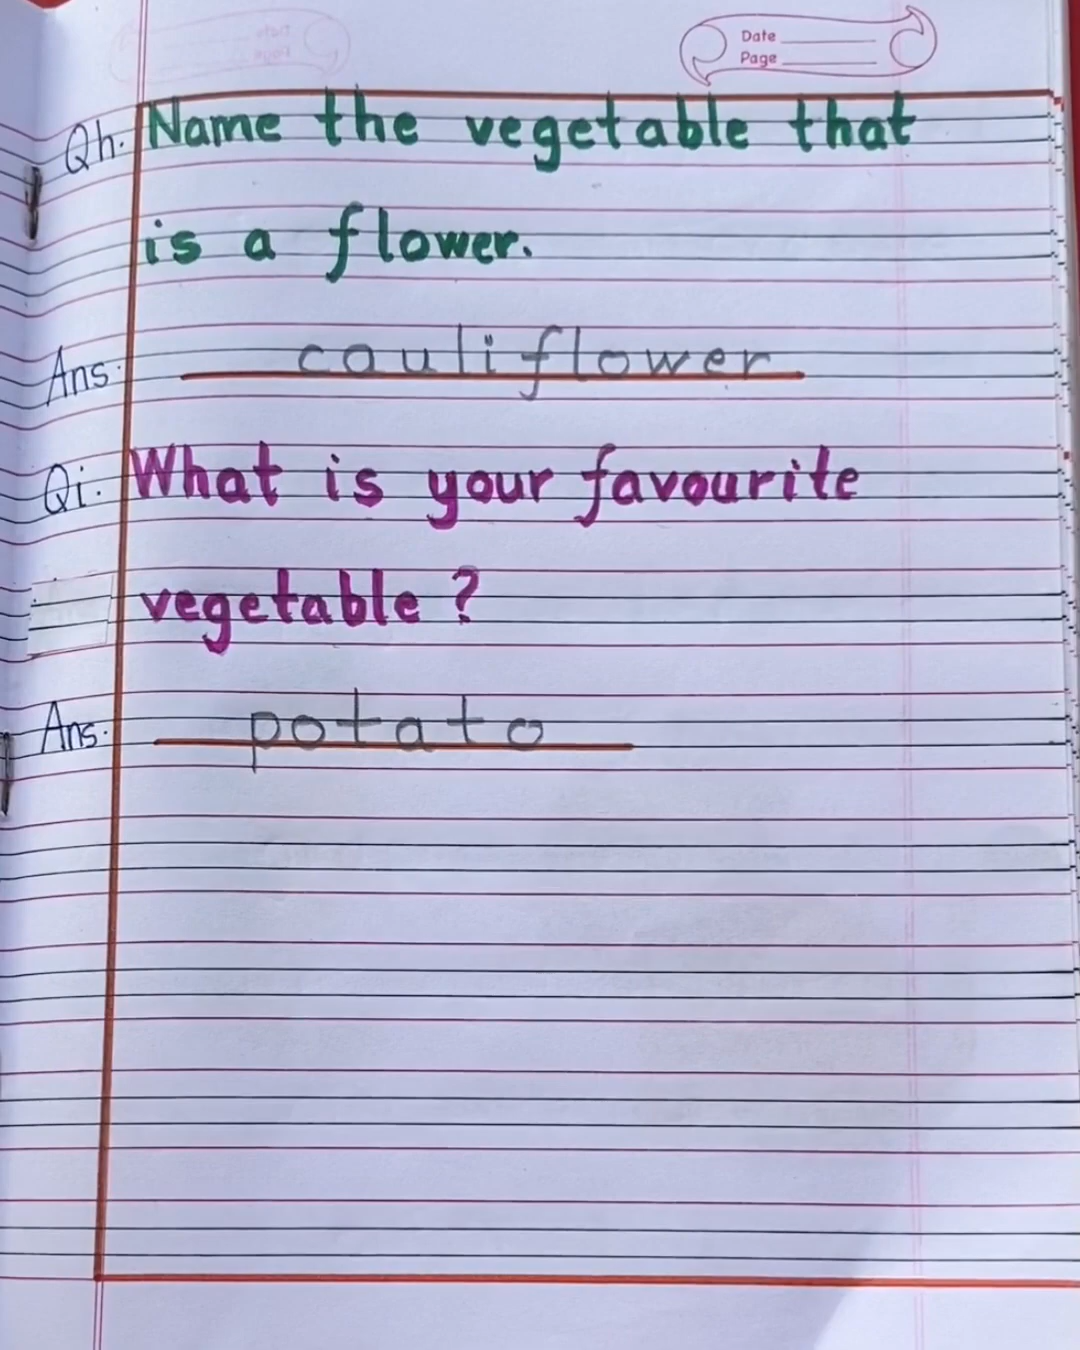 Date
Page
Qh. Name the vegetable that
is a flower.
Ans. cauliflower
Qi. What is your favourite
vegetable ?
Ans. potato